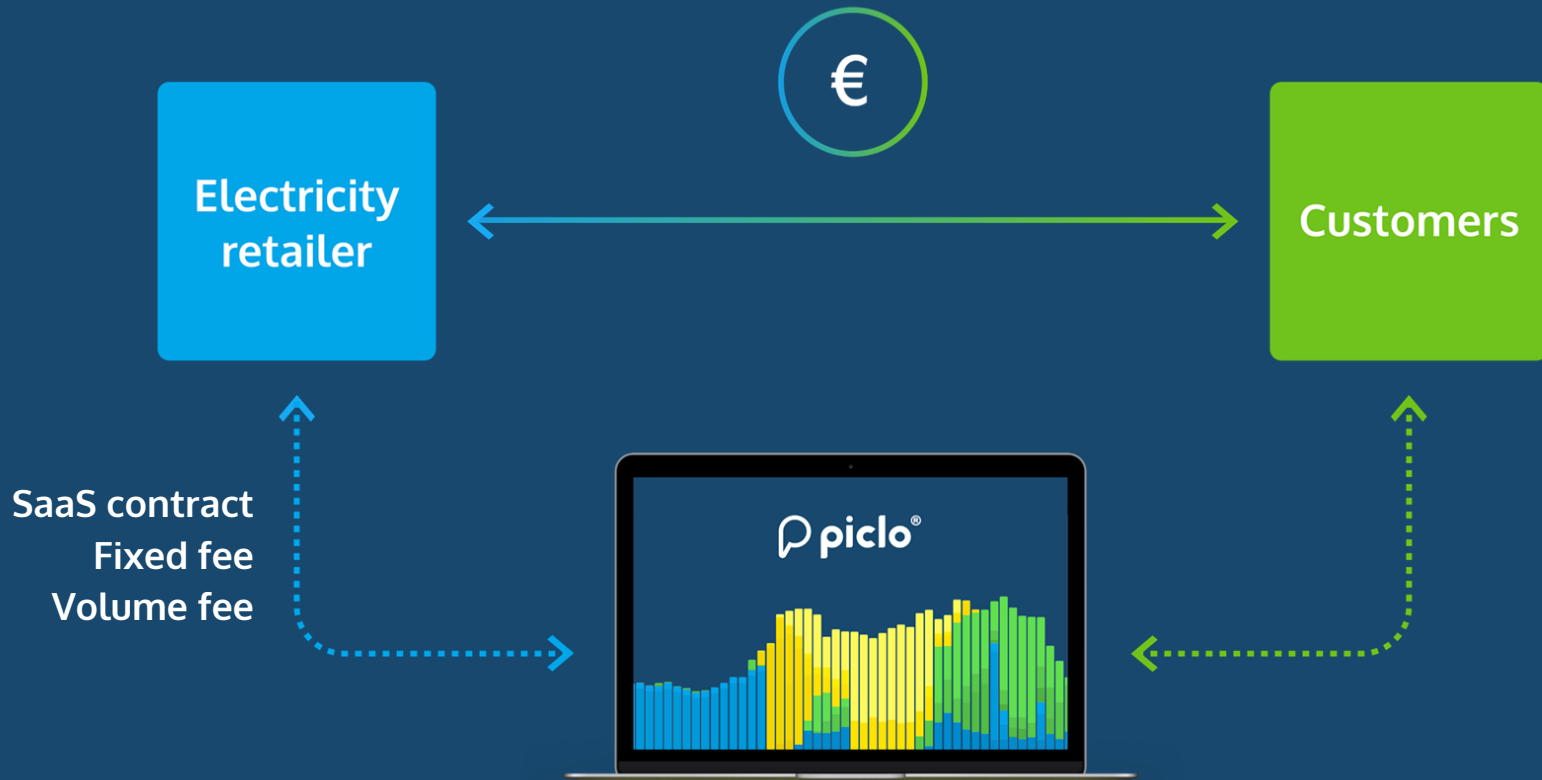 €
Electricity
retailer
Customers
SaaS contract
Fixed fee
Volume fee
piclo®